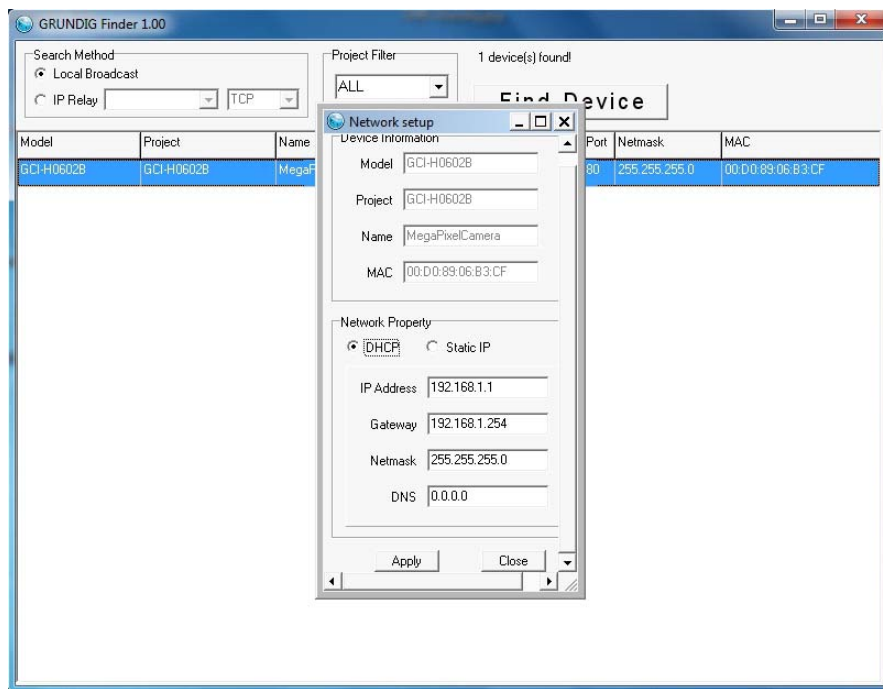 GRUNDIG Finder 1.00
Search Method
Local Broadcast
IP Relay TCP
Project Filter
ALL
1 device(s) found!
Find Device
Model Project Name Port Netmask MAC
GCI-H0602B GCI-H0602B MegaP 80 255.255.255.0 00:D0:89:06:B3:CF
Network setup
Device Information
Model GCI-H0602B
Project GCI-H0602B
Name MegaPixelCamera
MAC 00:D0:89:06:B3:CF
Network Property
DHCP Static IP
IP Address 192.168.1.1
Gateway 192.168.1.254
Netmask 255.255.255.0
DNS 0.0.0.0
Apply Close